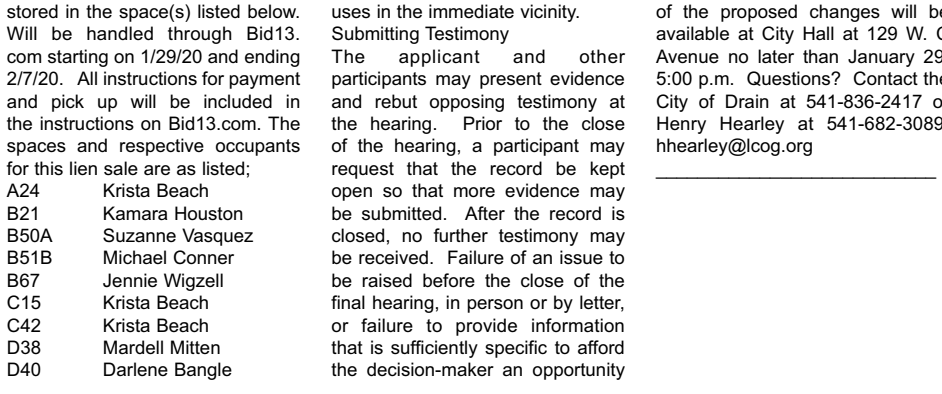 stored in the space(s) listed below.
Will be handled through Bid13.
com starting on 1/29/20 and ending
2/7/20. All instructions for payment
and pick up will be included in
the instructions on Bid13.com. The
spaces and respective occupants
for this lien sale are as listed;
A24 Krista Beach
B21 Kamara Houston
B50A Suzanne Vasquez
B51B Michael Conner
B67 Jennie Wigzell
C15 Krista Beach
C42 Krista Beach
D38 Mardell Mitten
D40 Darlene Bangle
uses in the immediate vicinity.
Submitting Testimony
The applicant and other
participants may present evidence
and rebut opposing testimony at
the hearing. Prior to the close
of the hearing, a participant may
request that the record be kept
open so that more evidence may
be submitted. After the record is
closed, no further testimony may
be received. Failure of an issue to
be raised before the close of the
final hearing, in person or by letter,
or failure to provide information
that is sufficiently specific to afford
the decision-maker an opportunity
of the proposed changes will be
available at City Hall at 129 W.
Avenue no later than January 29
5:00 p.m. Questions? Contact the
City of Drain at 541-836-2417
Henry Hearley at 541-682-3089
hhearley@lcog.org